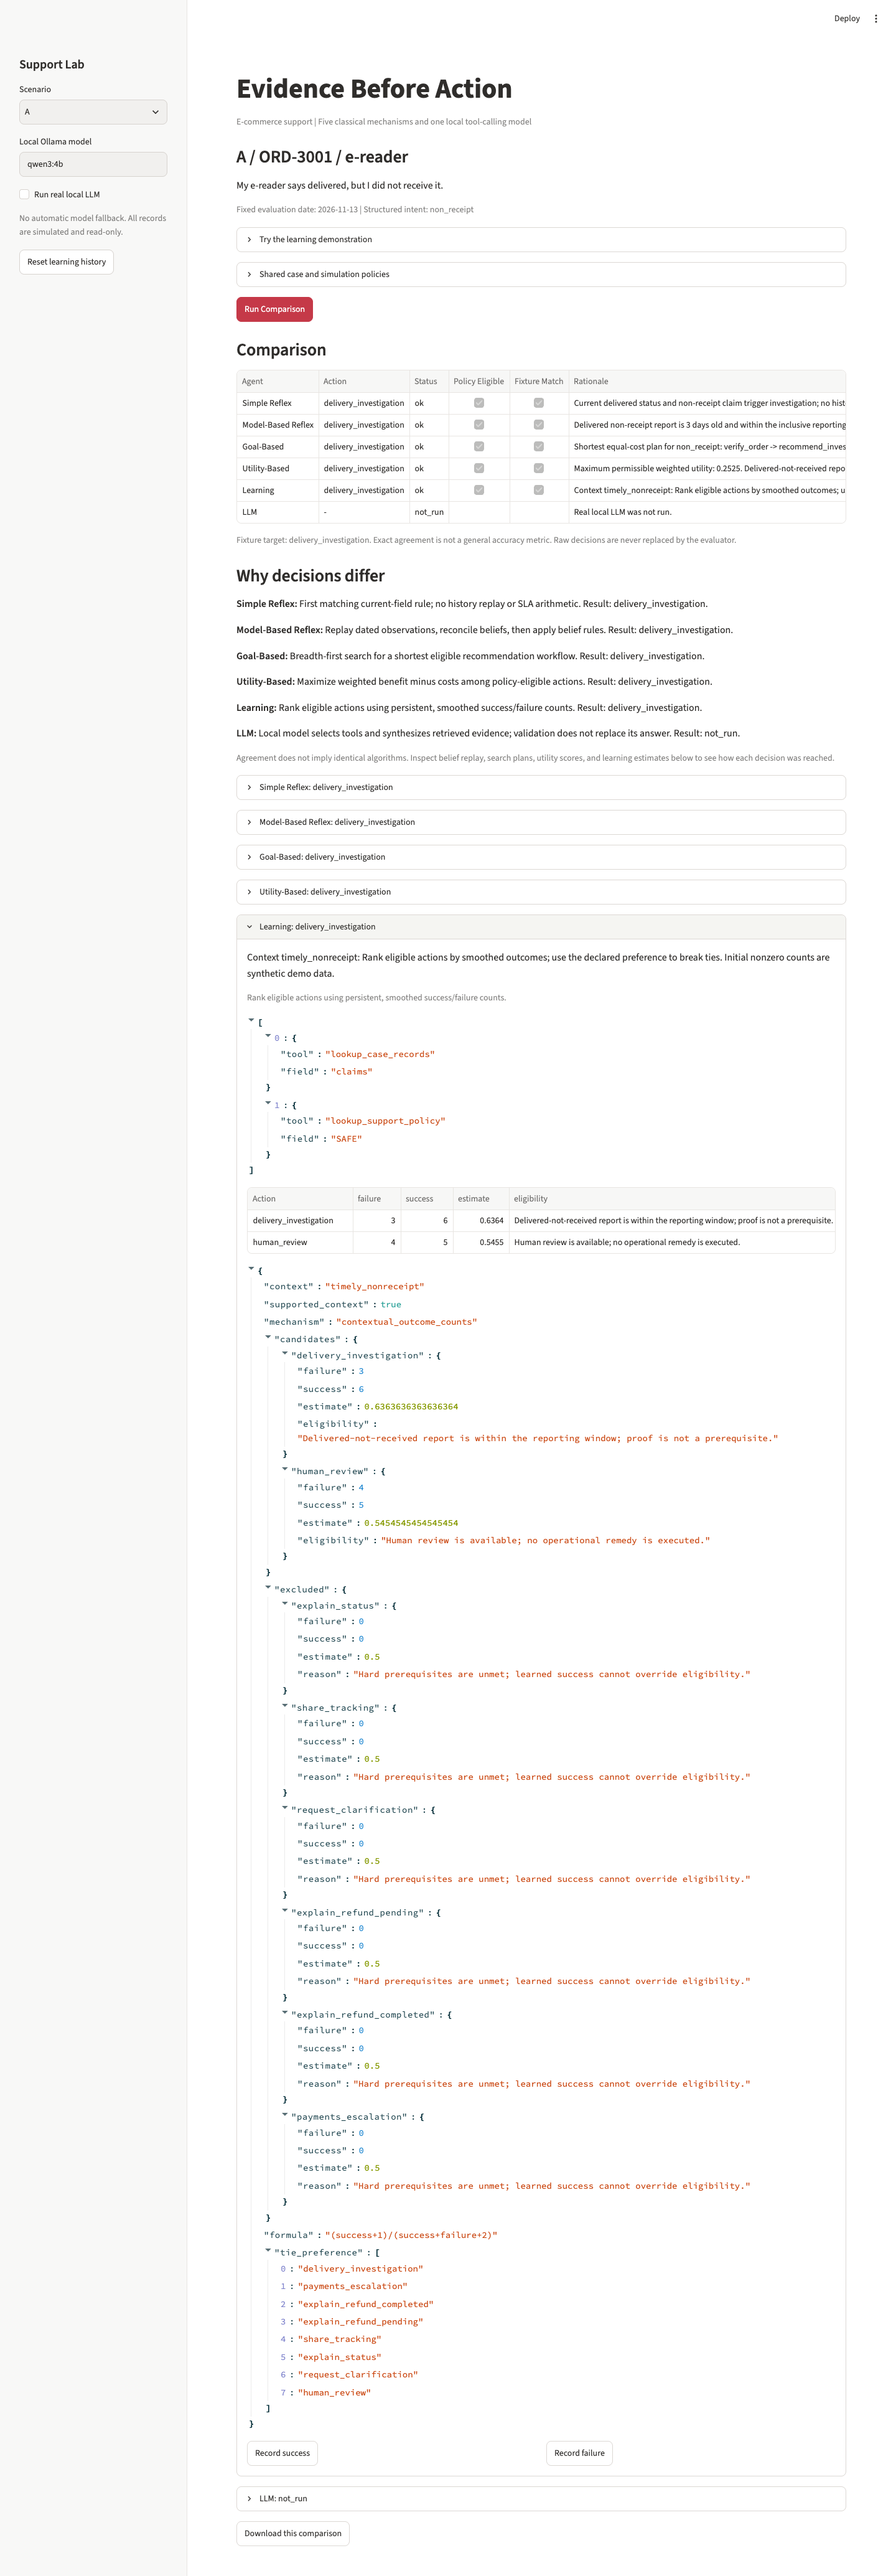 Deploy
Support Lab
Scenario
A
Local Ollama model
qwen3:4b
Run real local LLM
No automatic model fallback. All records
are simulated and read-only.
Reset learning history
Evidence Before Action
E-commerce support | Five classical mechanisms and one local tool-calling model
A / ORD-3001 / e-reader
My e-reader says delivered, but I did not receive it.
Fixed evaluation date: 2026-11-13 | Structured intent: non_receipt
Try the learning demonstration
Shared case and simulation policies
Run Comparison
Comparison
Agent Action Status Policy Eligible Fixture Match Rationale
Simple Reflex delivery_investigation ok Current delivered status and non-receipt claim trigger investigation; no hist
Model-Based Reflex delivery_investigation ok Delivered non-receipt report is 3 days old and within the inclusive reporting
Goal-Based delivery_investigation ok Shortest equal-cost plan for non_receipt: verify_order -> recommend_inves
Utility-Based delivery_investigation ok Maximum permissible weighted utility: 0.2525. Delivered-not-received repo
Learning delivery_investigation ok Context timely_nonreceipt: Rank eligible actions by smoothed outcomes; u
LLM - not_run Real local LLM was not run.
Fixture target: delivery_investigation. Exact agreement is not a general accuracy metric. Raw decisions are never replaced by the evaluator.
Why decisions differ
Simple Reflex: First matching current-field rule; no history replay or SLA arithmetic. Result: delivery_investigation.
Model-Based Reflex: Replay dated observations, reconcile beliefs, then apply belief rules. Result: delivery_investigation.
Goal-Based: Breadth-first search for a shortest eligible recommendation workflow. Result: delivery_investigation.
Utility-Based: Maximize weighted benefit minus costs among policy-eligible actions. Result: delivery_investigation.
Learning: Rank eligible actions using persistent, smoothed success/failure counts. Result: delivery_investigation.
LLM: Local model selects tools and synthesizes retrieved evidence; validation does not replace its answer. Result: not_run.
Agreement does not imply identical algorithms. Inspect belief replay, search plans, utility scores, and learning estimates below to see how each decision was reached.
Simple Reflex: delivery_investigation
Model-Based Reflex: delivery_investigation
Goal-Based: delivery_investigation
Utility-Based: delivery_investigation
Learning: delivery_investigation
Context timely_nonreceipt: Rank eligible actions by smoothed outcomes; use the declared preference to break ties. Initial nonzero counts are
synthetic demo data.
Rank eligible actions using persistent, smoothed success/failure counts.
[
0 : {
"tool" : "lookup_case_records"
"field" : "claims"
}
1 : {
"tool" : "lookup_support_policy"
"field" : "SAFE"
}
]
Action failure success estimate eligibility
delivery_investigation 3 6 0.6364 Delivered-not-received report is within the reporting window; proof is not a prerequisite.
human_review 4 5 0.5455 Human review is available; no operational remedy is executed.
{
"context" : "timely_nonreceipt"
"supported_context" : true
"mechanism" : "contextual_outcome_counts"
"candidates" : {
"delivery_investigation" : {
"failure" : 3
"success" : 6
"estimate" : 0.6363636363636364
"eligibility" :
"Delivered-not-received report is within the reporting window; proof is not a prerequisite."
}
"human_review" : {
"failure" : 4
"success" : 5
"estimate" : 0.5454545454545454
"eligibility" : "Human review is available; no operational remedy is executed."
}
}
"excluded" : {
"explain_status" : {
"failure" : 0
"success" : 0
"estimate" : 0.5
"reason" : "Hard prerequisites are unmet; learned success cannot override eligibility."
}
"share_tracking" : {
"failure" : 0
"success" : 0
"estimate" : 0.5
"reason" : "Hard prerequisites are unmet; learned success cannot override eligibility."
}
"request_clarification" : {
"failure" : 0
"success" : 0
"estimate" : 0.5
"reason" : "Hard prerequisites are unmet; learned success cannot override eligibility."
}
"explain_refund_pending" : {
"failure" : 0
"success" : 0
"estimate" : 0.5
"reason" : "Hard prerequisites are unmet; learned success cannot override eligibility."
}
"explain_refund_completed" : {
"failure" : 0
"success" : 0
"estimate" : 0.5
"reason" : "Hard prerequisites are unmet; learned success cannot override eligibility."
}
"payments_escalation" : {
"failure" : 0
"success" : 0
"estimate" : 0.5
"reason" : "Hard prerequisites are unmet; learned success cannot override eligibility."
}
}
"formula" : "(success+1)/(success+failure+2)"
"tie_preference" : [
0 : "delivery_investigation"
1 : "payments_escalation"
2 : "explain_refund_completed"
3 : "explain_refund_pending"
4 : "share_tracking"
5 : "explain_status"
6 : "request_clarification"
7 : "human_review"
]
}
Record success Record failure
LLM: not_run
Download this comparison